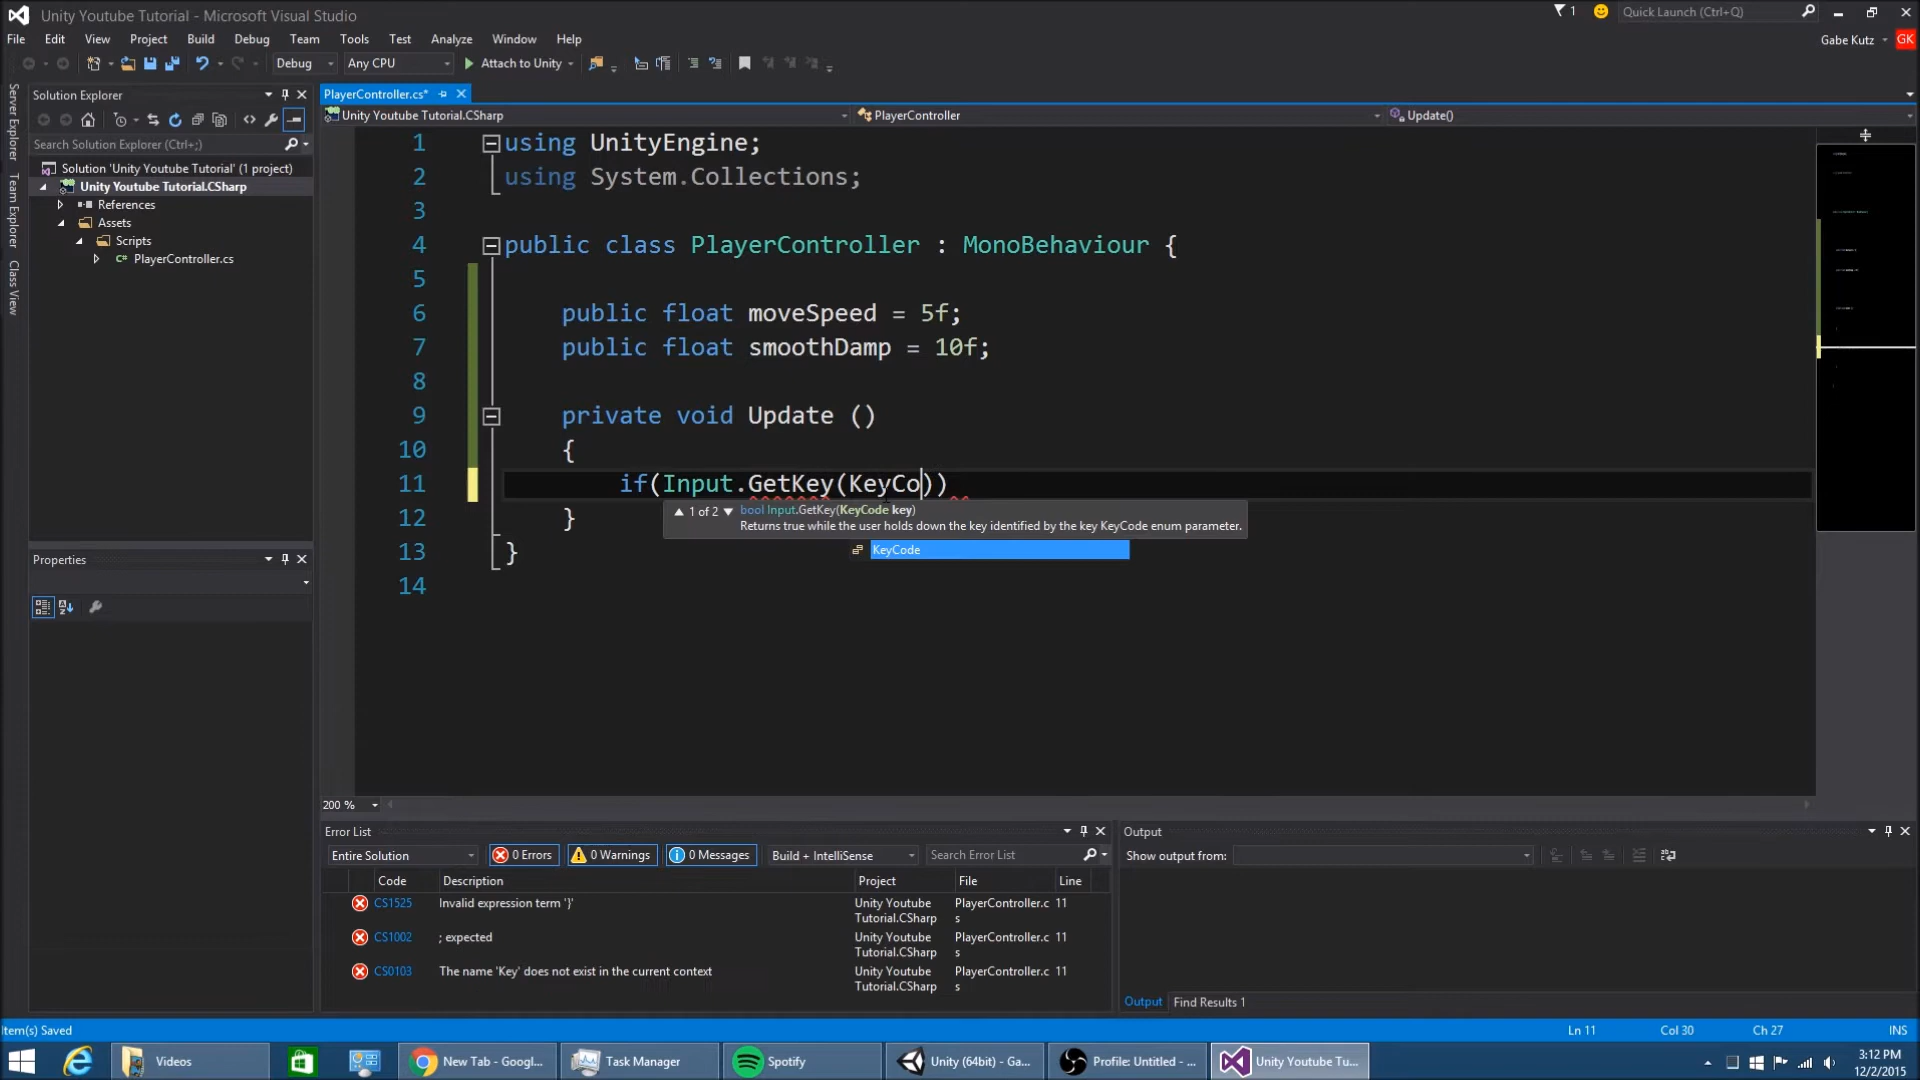 Unity Youtube Tutorial - Microsoft Visual Studio
1
Quick Launch (Ctrl+Q)
File Edit View Project Build Debug Team Tools Test Analyze Window Help
Gabe Kutz GK
Debug Any CPU Attach to Unity
Server Explorer
Team Explorer
Class View
Solution Explorer
Search Solution Explorer (Ctrl+;)
Solution 'Unity Youtube Tutorial' (1 project)
Unity Youtube Tutorial.CSharp
References
Assets
Scripts
C# PlayerController.cs
Properties
PlayerController.cs*
Unity Youtube Tutorial.CSharp PlayerController Update()
1 using UnityEngine;
2 using System.Collections;
3
4 public class PlayerController : MonoBehaviour {
5
6 public float moveSpeed = 5f;
7 public float smoothDamp = 10f;
8
9 private void Update ()
10 {
11 if(Input.GetKey(KeyCo))
1 of 2 bool Input.GetKey(KeyCode key)
Returns true while the user holds down the key identified by the key KeyCode enum parameter.
KeyCode
12 }
13 }
14
200 %
Error List
Entire Solution 0 Errors 0 Warnings 0 Messages Build + IntelliSense Search Error List
Code Description Project File Line
CS1525 Invalid expression term '}' Unity Youtube PlayerController.c 11
Tutorial.CSharp s
CS1002 ; expected Unity Youtube PlayerController.c 11
Tutorial.CSharp s
CS0103 The name 'Key' does not exist in the current context Unity Youtube PlayerController.c 11
Tutorial.CSharp s
Output
Show output from:
Output Find Results 1
Item(s) Saved
Ln 11 Col 30 Ch 27 INS
Videos
New Tab - Googl...
Task Manager
Spotify
Unity (64bit) - Ga...
Profile: Untitled - ...
Unity Youtube Tu...
3:12 PM
12/2/2015